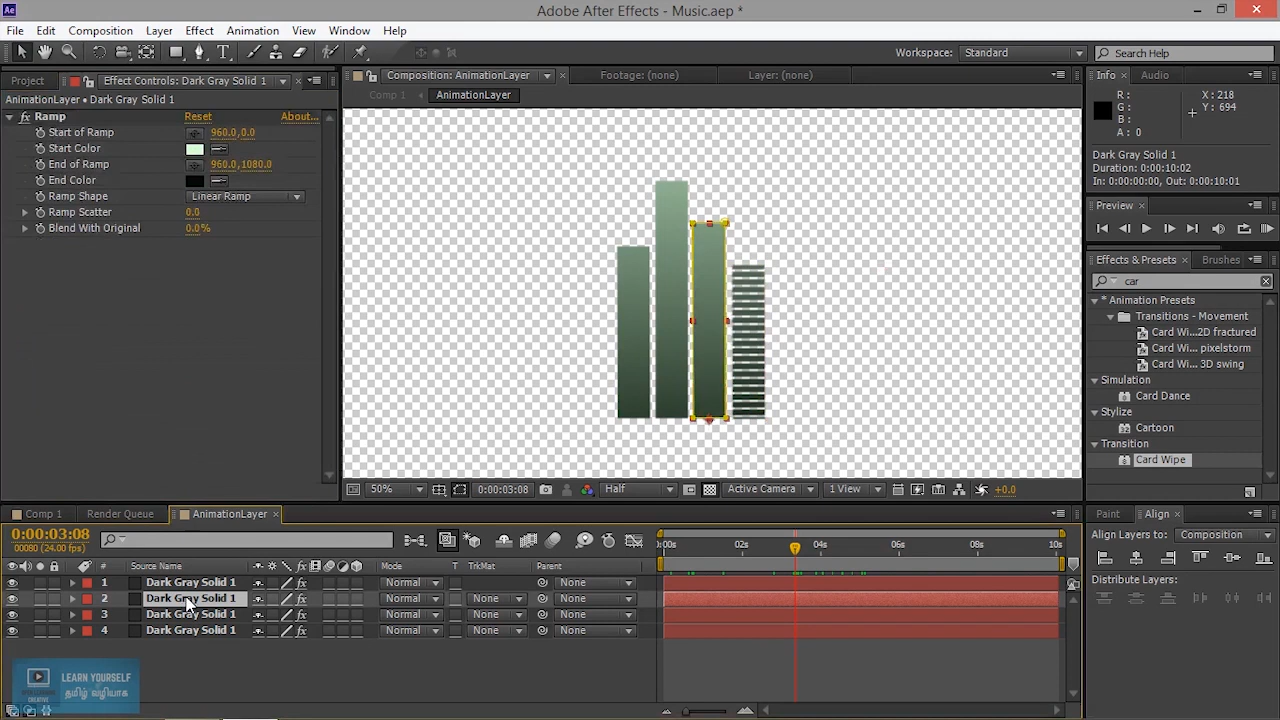 Adobe After Effects - Music.aep *
File Edit Composition Layer Effect Animation View Window Help
Workspace: Standard Search Help
Project Effect Controls: Dark Gray Solid 1
AnimationLayer • Dark Gray Solid 1
fx Ramp Reset About...
Start of Ramp 960.0,0.0
Start Color
End of Ramp 960.0,1080.0
End Color
Ramp Shape Linear Ramp
Ramp Scatter 0.0
Blend With Original 0.0%
Composition: AnimationLayer Footage: (none) Layer: (none)
Comp 1 AnimationLayer
50% 0:00:03:08 Half Active Camera 1 View +0.0
Info Audio
R: X: 218
G: Y: 694
B:
A: 0
Dark Gray Solid 1
Duration: 0:00:10:02
In: 0:00:00:00, Out: 0:00:10:01
Preview
Effects & Presets Brushes
car
* Animation Presets
Transitions - Movement
Card Wi...2D fractured
Card Wi... pixelstorm
Card Wi... 3D swing
Simulation
Card Dance
Stylize
Cartoon
Transition
Card Wipe
Paint Align
Align Layers to: Composition
Distribute Layers:
Comp 1 Render Queue AnimationLayer
0:00:03:08
00080 (24.00 fps)
# Source Name Mode T TrkMat Parent
1 Dark Gray Solid 1 fx Normal None
2 Dark Gray Solid 1 fx Normal None None
3 Dark Gray Solid 1 fx Normal None None
4 Dark Gray Solid 1 fx Normal None None
:00s 02s 04s 06s 08s 10s
LEARN YOURSELF
தமிழ் வழியாக
CREATIVE